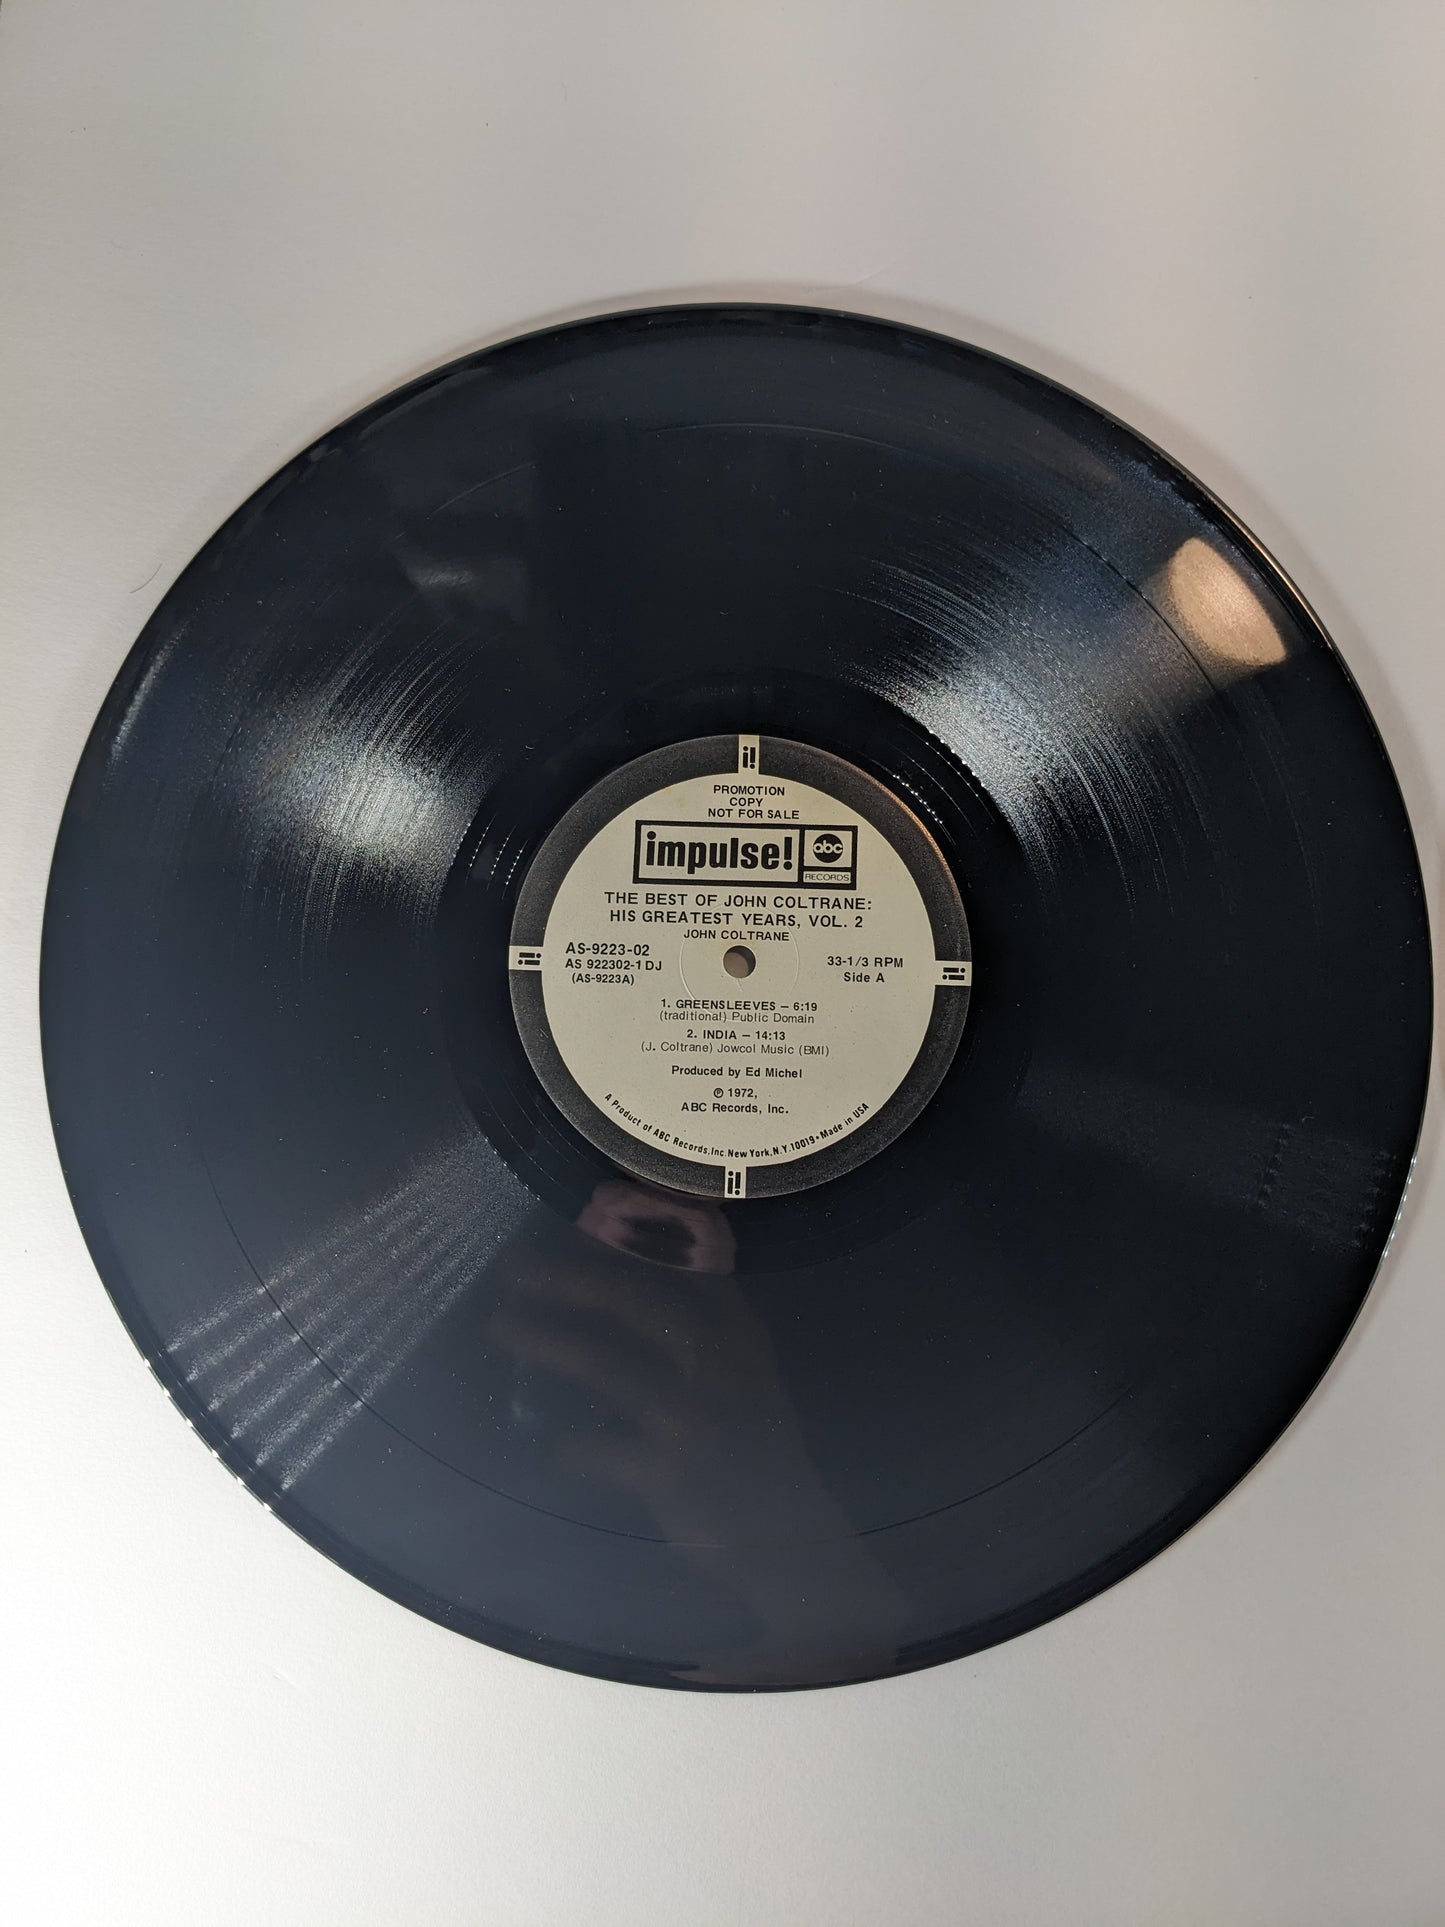 i!
PROMOTION
COPY
NOT FOR SALE
impulse! abc
RECORDS
THE BEST OF JOHN COLTRANE:
HIS GREATEST YEARS, VOL. 2
JOHN COLTRANE
AS-9223-02
AS 922302-1 DJ
(AS-9223A)
33-1/3 RPM
Side A
i!
i!
1. GREENSLEEVES – 6:19
(traditional) Public Domain
2. INDIA – 14:13
(J. Coltrane) Jowcol Music (BMI)
Produced by Ed Michel
℗ 1972,
ABC Records, Inc.
A Product of ABC Records, Inc. New York, N.Y. 10019 • Made in USA
i!